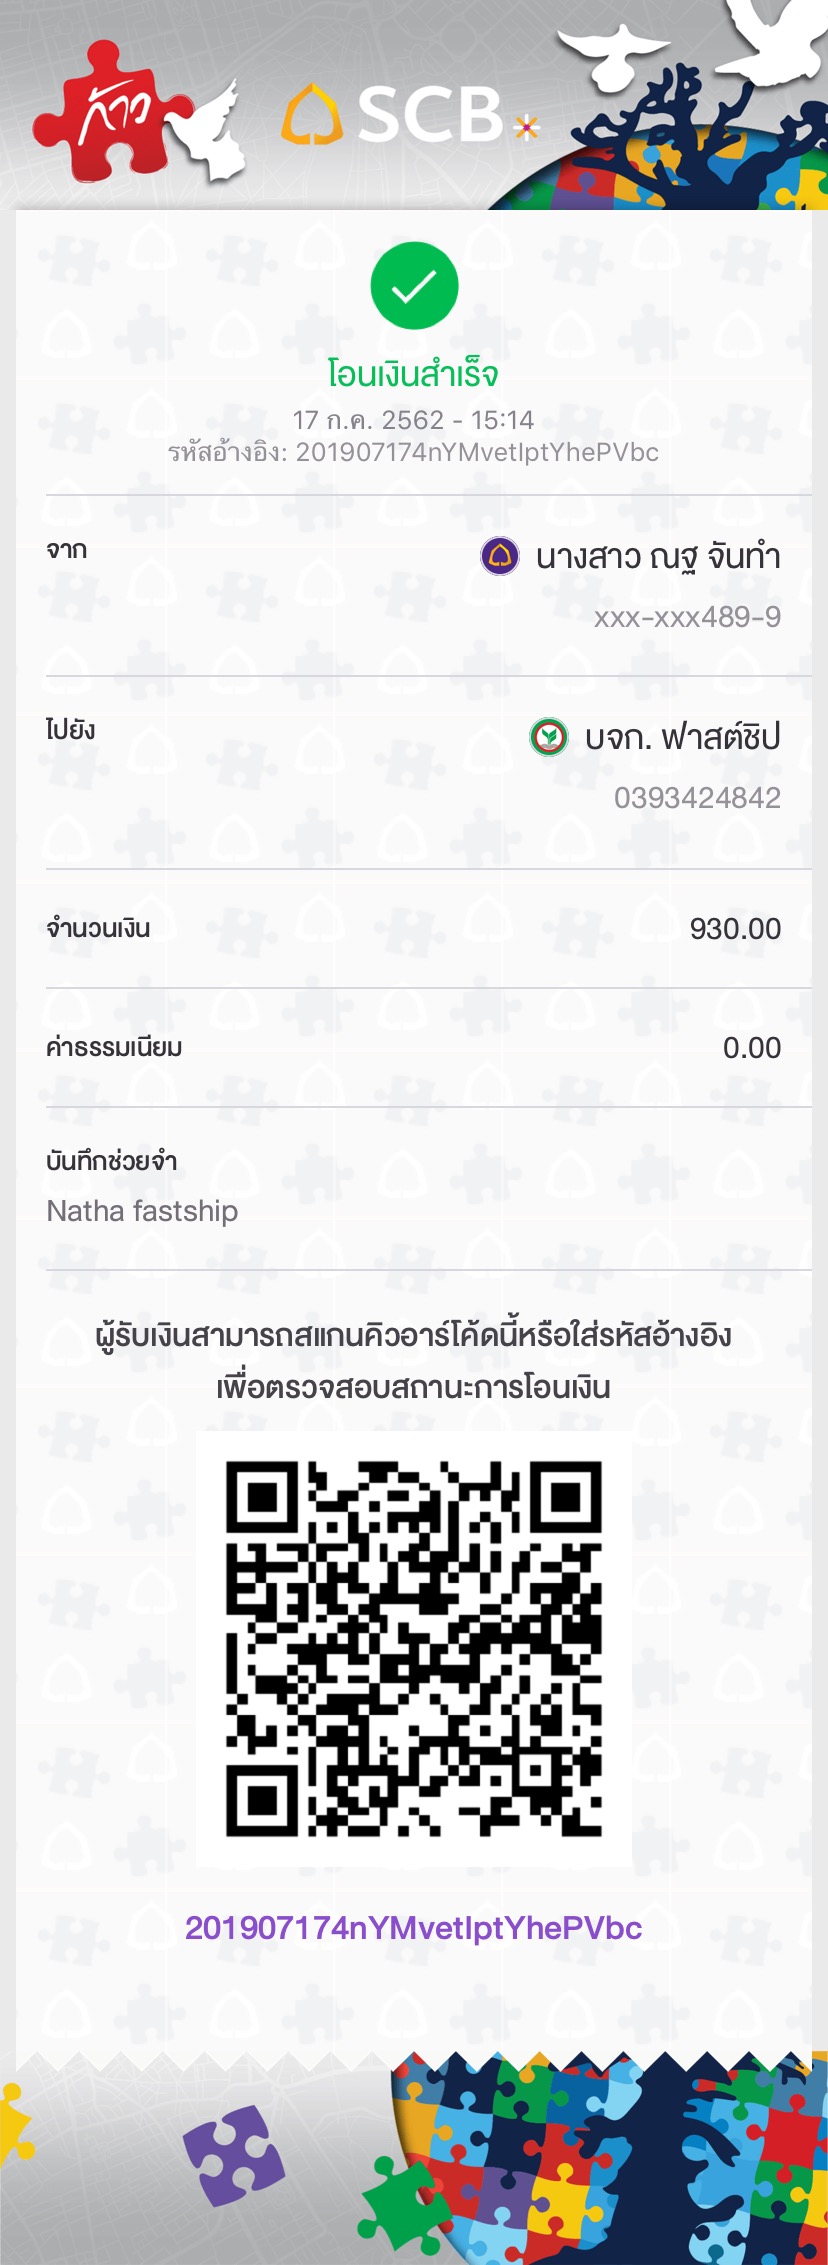 ก้าว
SCB
โอนเงินสำเร็จ
17 ก.ค. 2562 - 15:14
รหัสอ้างอิง: 201907174nYMvetIptYhePVbc
จาก
นางสาว ณฐ จันทำ
xxx-xxx489-9
ไปยัง
บจก. ฟาสต์ชิป
0393424842
จำนวนเงิน
930.00
ค่าธรรมเนียม
0.00
บันทึกช่วยจำ
Natha fastship
ผู้รับเงินสามารถสแกนคิวอาร์โค้ดนี้หรือใส่รหัสอ้างอิง
เพื่อตรวจสอบสถานะการโอนเงิน
201907174nYMvetIptYhePVbc